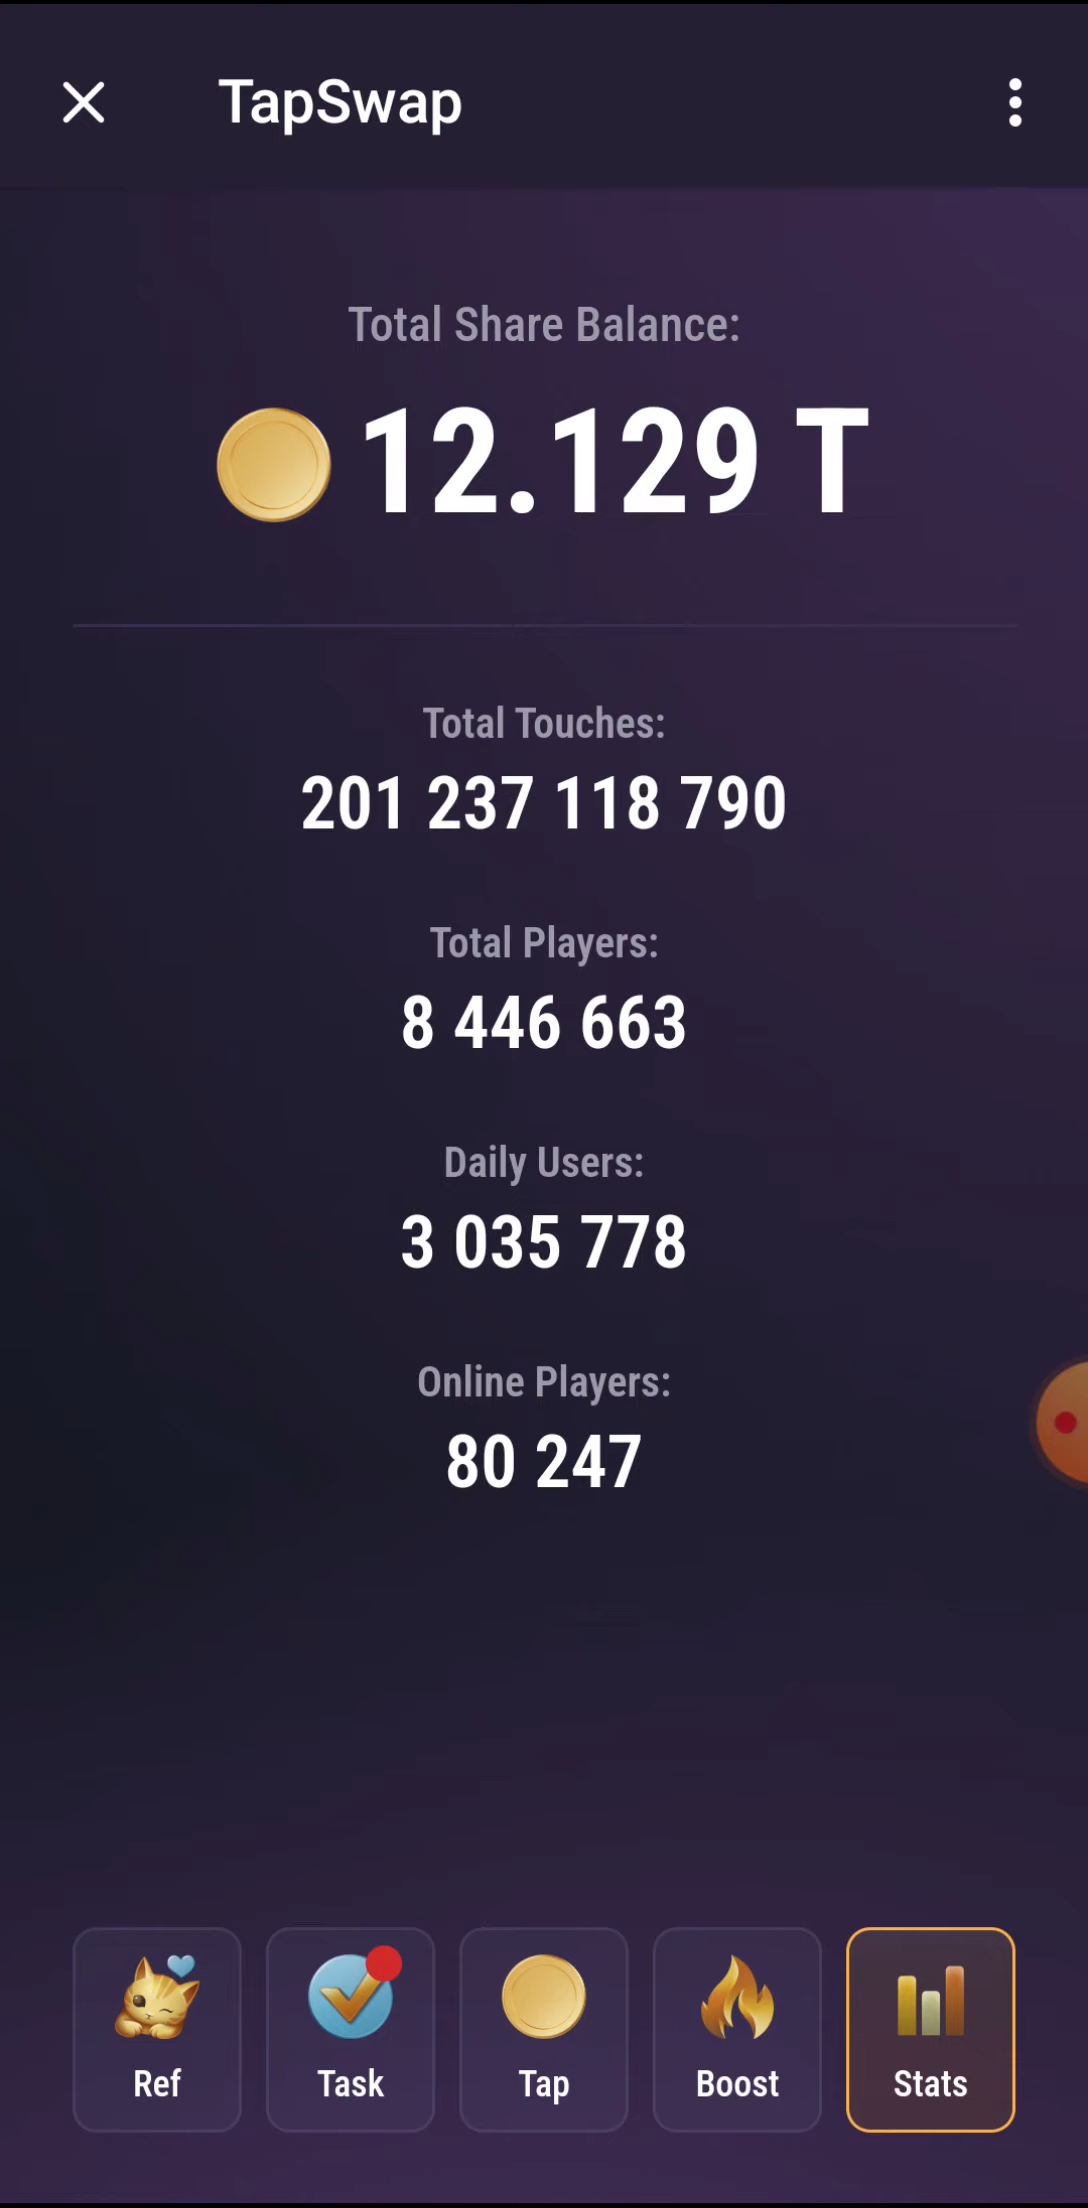 TapSwap
Total Share Balance:
12.129 T
Total Touches:
201 237 118 790
Total Players:
8 446 663
Daily Users:
3 035 778
Online Players:
80 247
Ref
Task
Tap
Boost
Stats